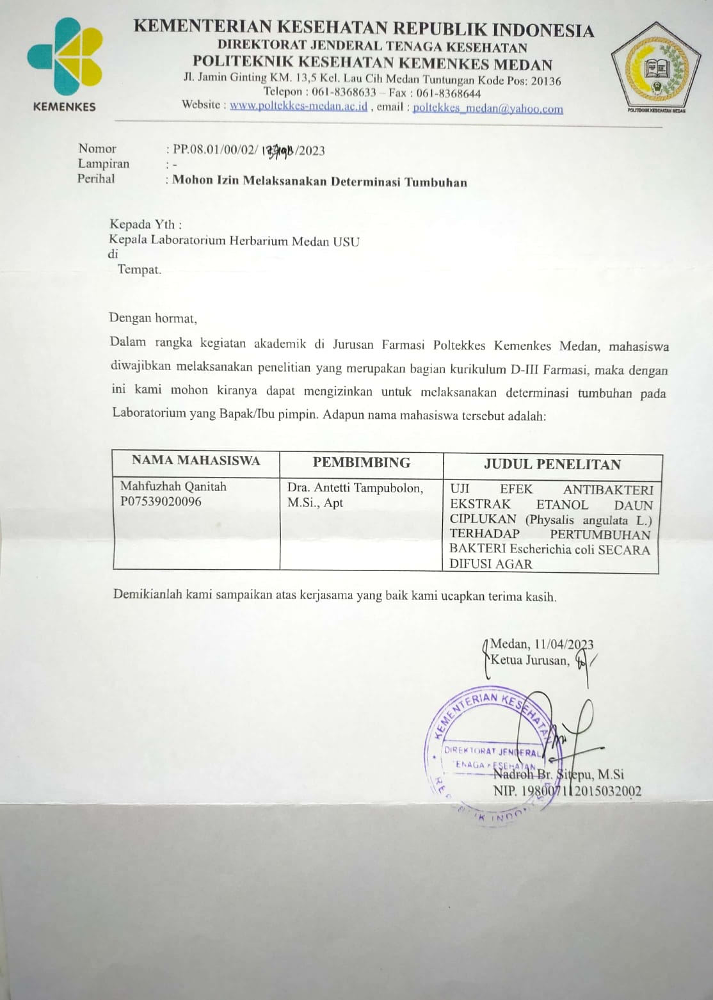 KEMENTERIAN KESEHATAN REPUBLIK INDONESIA
DIREKTORAT JENDERAL TENAGA KESEHATAN
POLITEKNIK KESEHATAN KEMENKES MEDAN
Jl. Jamin Ginting KM. 13,5 Kel. Lau Cih Medan Tuntungan Kode Pos: 20136
Telepon : 061-8368633 – Fax : 061-8368644
Website : www.poltekkes-medan.ac.id , email : poltekkes_medan@yahoo.com
KEMENKES
POLITEKNIK KESEHATAN MEDAN
Nomor : PP.08.01/00/02/ /2023
Lampiran : -
Perihal : Mohon Izin Melaksanakan Determinasi Tumbuhan
Kepada Yth :
Kepala Laboratorium Herbarium Medan USU
di
Tempat.
Dengan hormat,
Dalam rangka kegiatan akademik di Jurusan Farmasi Poltekkes Kemenkes Medan, mahasiswa
diwajibkan melaksanakan penelitian yang merupakan bagian kurikulum D-III Farmasi, maka dengan
ini kami mohon kiranya dapat mengizinkan untuk melaksanakan determinasi tumbuhan pada
Laboratorium yang Bapak/Ibu pimpin. Adapun nama mahasiswa tersebut adalah:
NAMA MAHASISWA PEMBIMBING JUDUL PENELITAN
Mahfuzhah Qanitah
P07539020096
Dra. Antetti Tampubolon,
M.Si., Apt
UJI EFEK ANTIBAKTERI
EKSTRAK ETANOL DAUN
CIPLUKAN (Physalis angulata L.)
TERHADAP PERTUMBUHAN
BAKTERI Escherichia coli SECARA
DIFUSI AGAR
Demikianlah kami sampaikan atas kerjasama yang baik kami ucapkan terima kasih.
Medan, 11/04/2023
Ketua Jurusan,
KEMENTERIAN KESEHATAN
DIREKTORAT JENDERAL
TENAGA KESEHATAN
REPUBLIK INDONESIA
Nadroh Br. Sitepu, M.Si
NIP. 198007112015032002